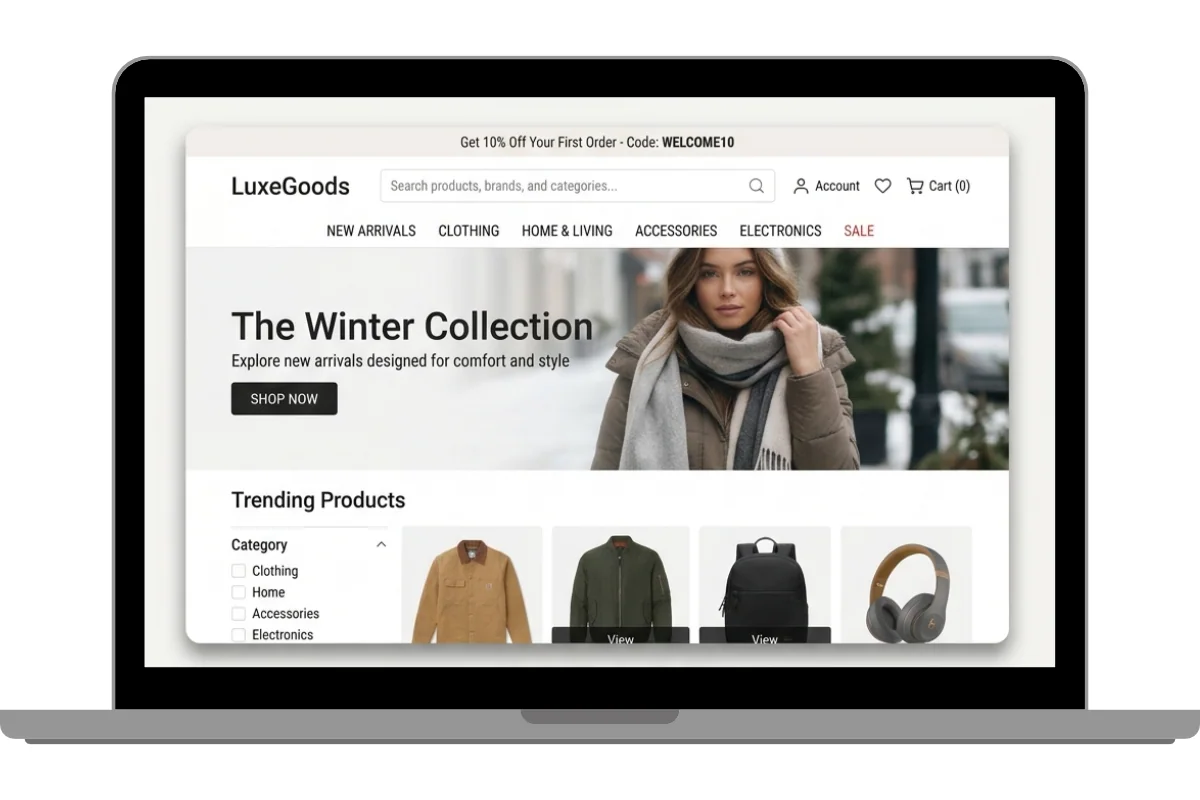 Get 10% Off Your First Order - Code: WELCOME10
LuxeGoods
Search products, brands, and categories...
Account
Cart (0)
NEW ARRIVALS CLOTHING HOME & LIVING ACCESSORIES ELECTRONICS SALE
The Winter Collection
Explore new arrivals designed for comfort and style
SHOP NOW
Trending Products
Category
Clothing
Home
Accessories
Electronics
View
View